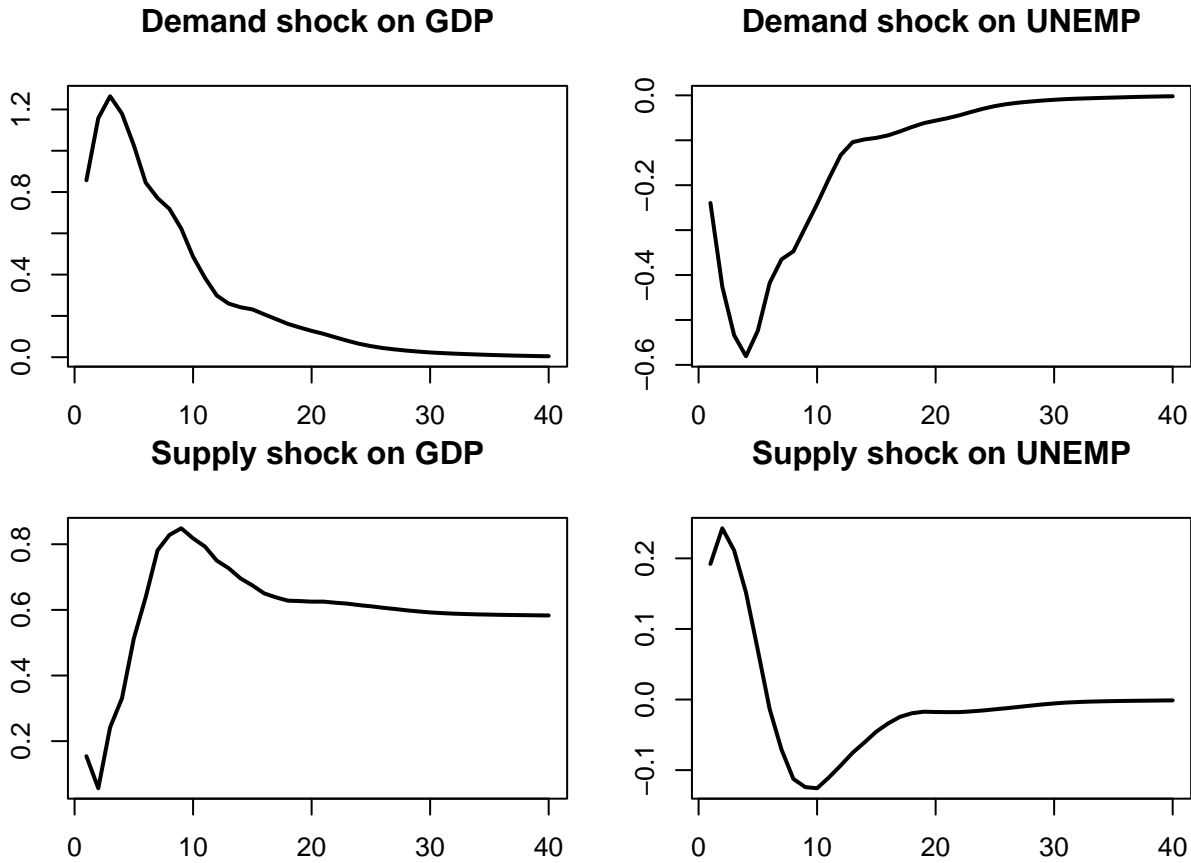 Demand shock on GDP
0.0 0.4 0.8 1.2
0 10 20 30 40
Demand shock on UNEMP
−0.6 −0.4 −0.2 0.0
0 10 20 30 40
Supply shock on GDP
0.2 0.4 0.6 0.8
0 10 20 30 40
Supply shock on UNEMP
−0.1 0.0 0.1 0.2
0 10 20 30 40